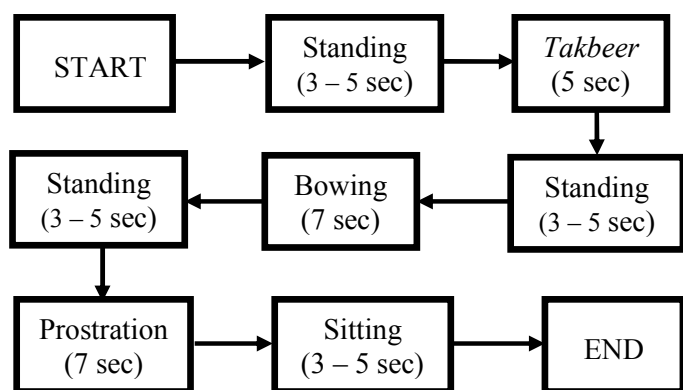 START
Standing
(3 – 5 sec)
Takbeer
(5 sec)
Standing
(3 – 5 sec)
Bowing
(7 sec)
Standing
(3 – 5 sec)
Prostration
(7 sec)
Sitting
(3 – 5 sec)
END